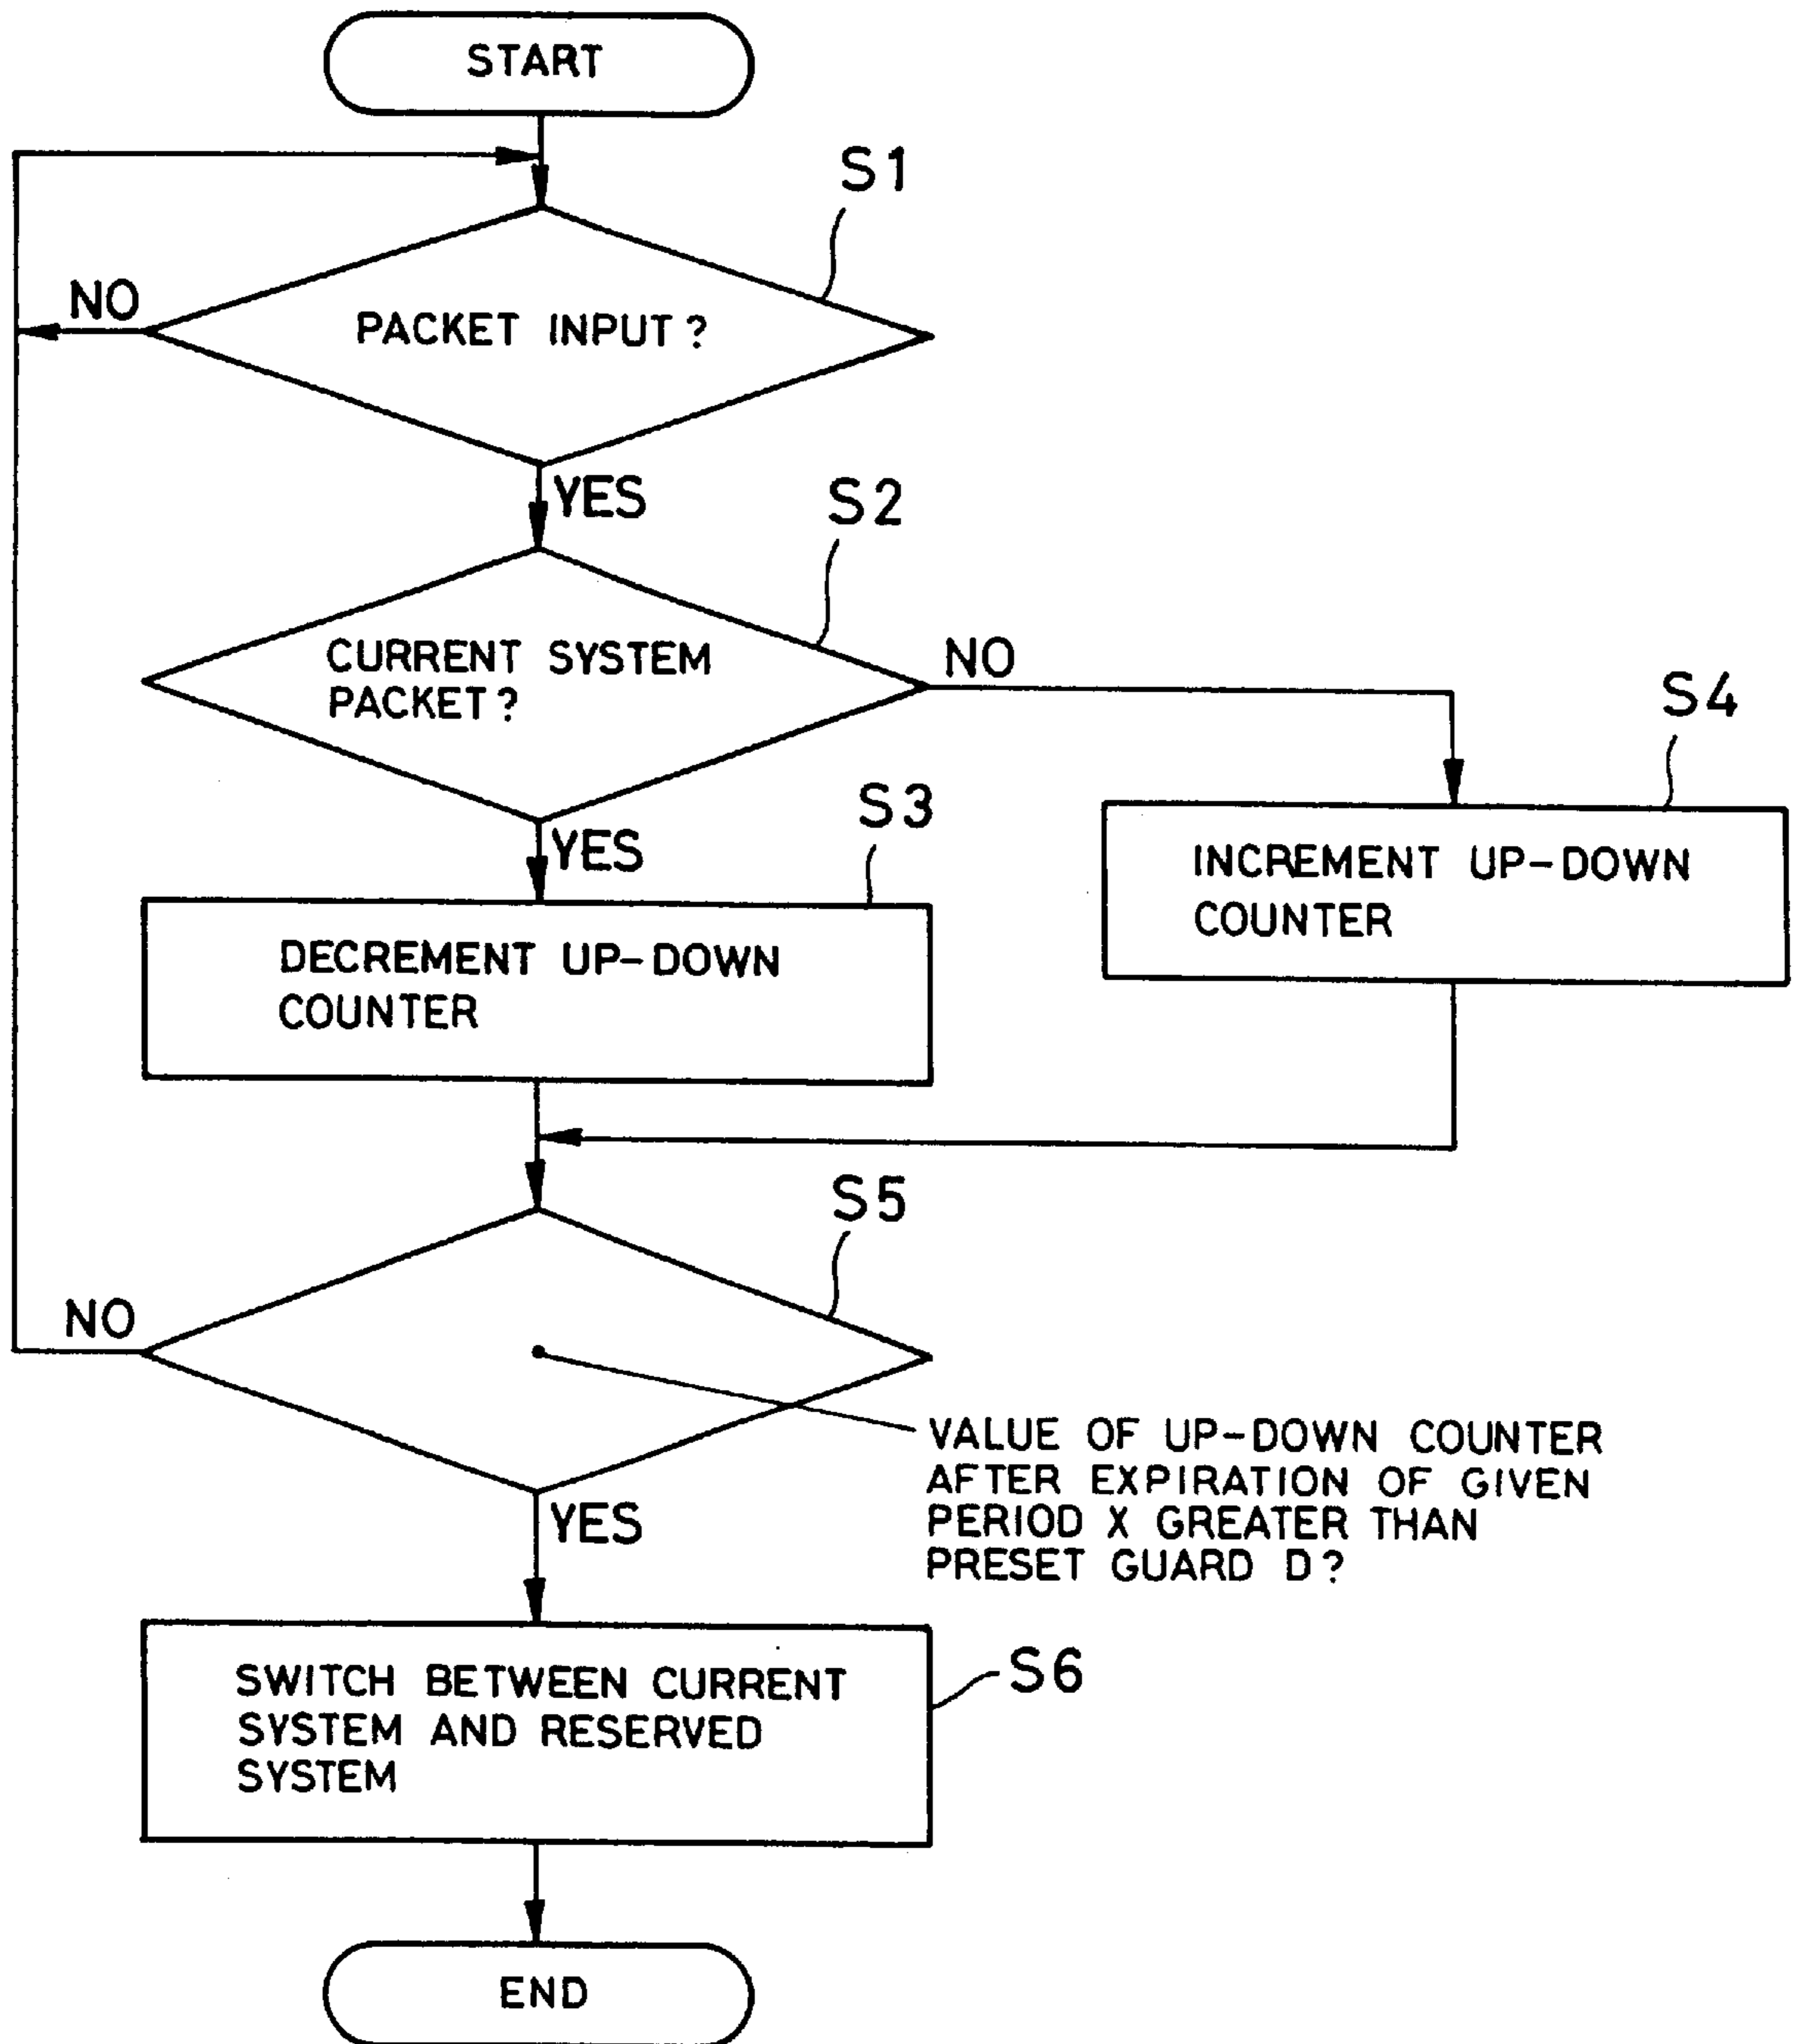 START
S1
NO
PACKET INPUT?
YES
S2
CURRENT SYSTEM
PACKET?
NO
S4
S3
YES
INCREMENT UP-DOWN
COUNTER
DECREMENT UP-DOWN
COUNTER
S5
NO
VALUE OF UP-DOWN COUNTER
AFTER EXPIRATION OF GIVEN
PERIOD X GREATER THAN
PRESET GUARD D?
YES
S6
SWITCH BETWEEN CURRENT
SYSTEM AND RESERVED
SYSTEM
END